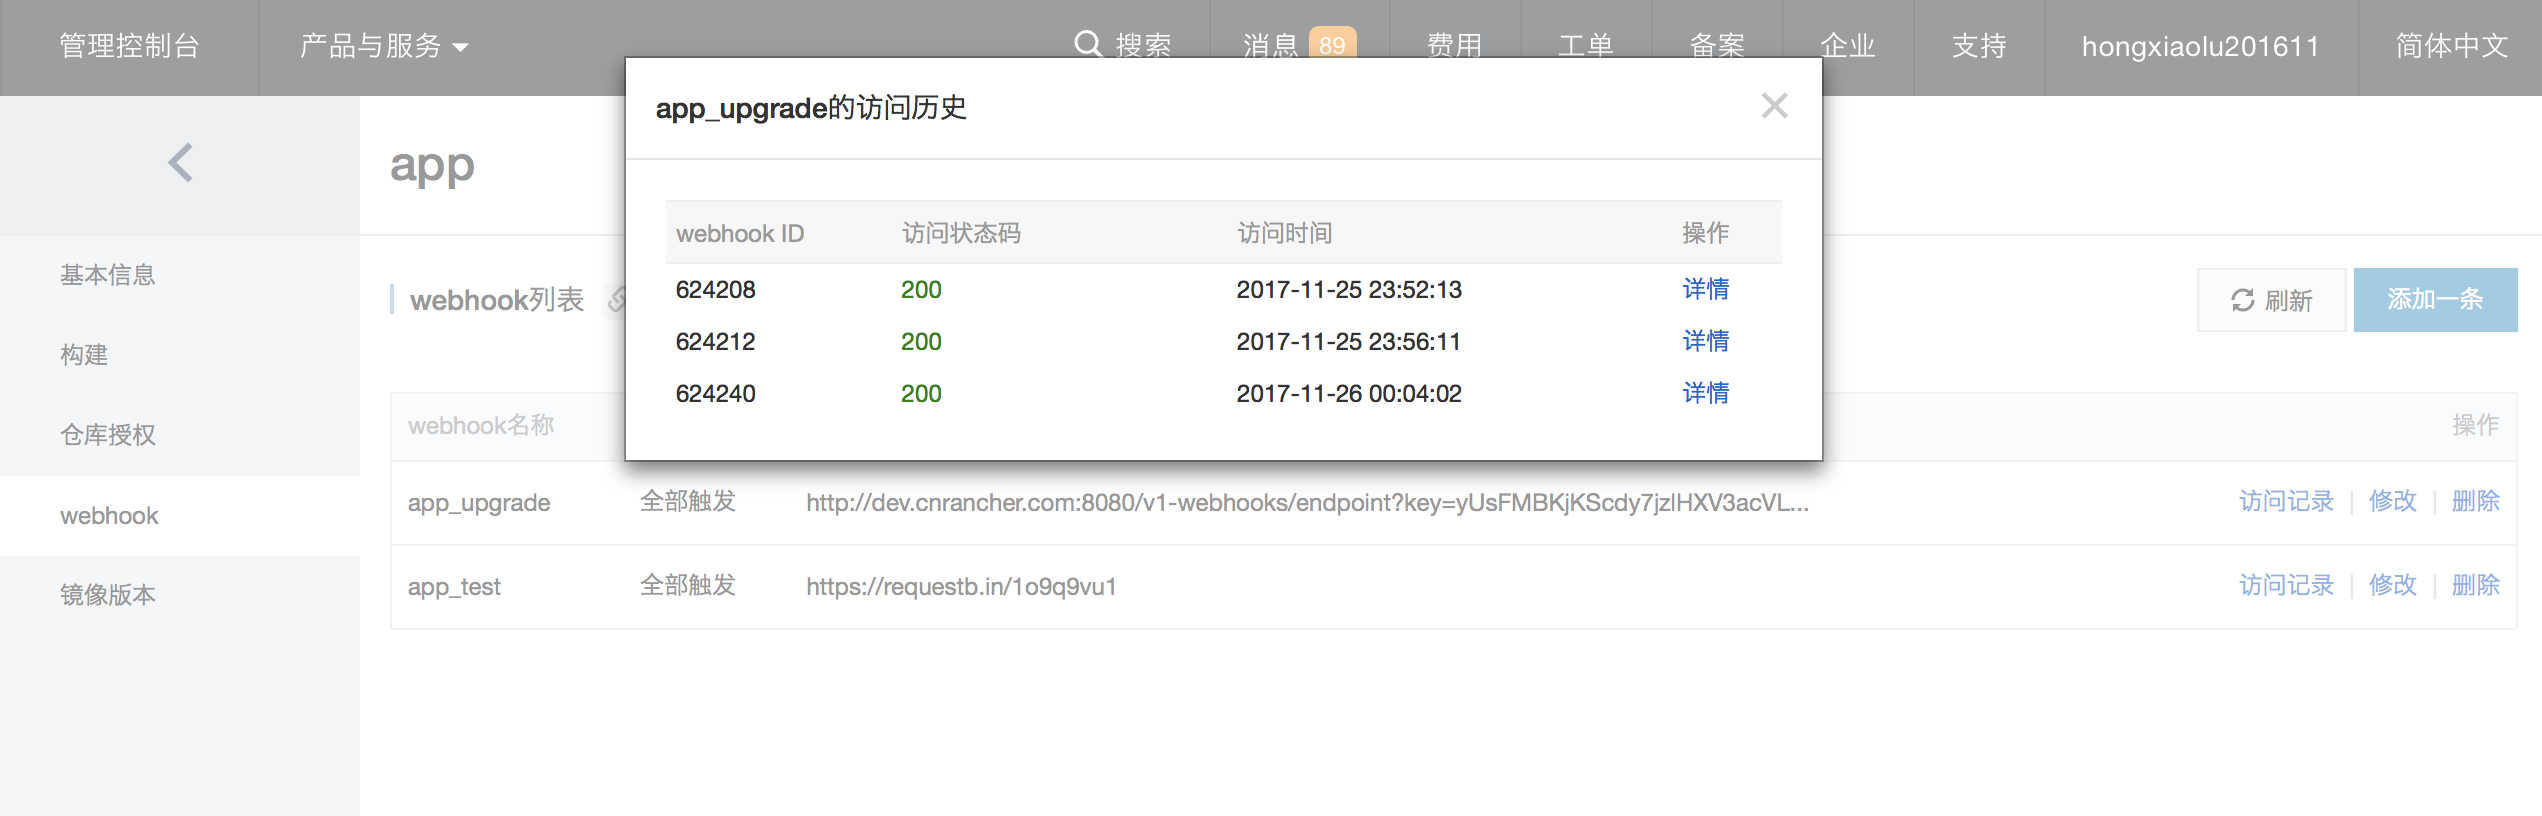 管理控制台 产品与服务 搜索 消息 89 费用 工单 备案 企业 支持 hongxiaolu201611 简体中文
app_upgrade的访问历史
app
webhook ID 访问状态码 访问时间 操作
624208 200 2017-11-25 23:52:13 详情
624212 200 2017-11-25 23:56:11 详情
624240 200 2017-11-26 00:04:02 详情
基本信息
构建
仓库授权
webhook
镜像版本
webhook列表 刷新 添加一条
webhook名称 操作
app_upgrade 全部触发 http://dev.cnrancher.com:8080/v1-webhooks/endpoint?key=yUsFMBKjKScdy7jzlHXV3acVL... 访问记录 | 修改 | 删除
app_test 全部触发 https://requestb.in/1o9q9vu1 访问记录 | 修改 | 删除